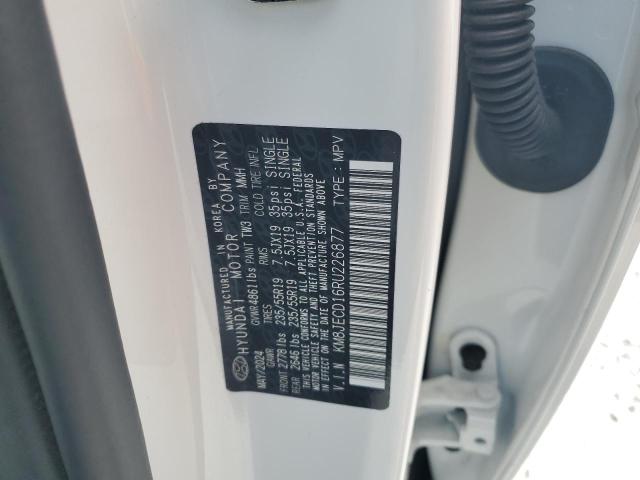 MANUFACTURED IN KOREA BY
HYUNDAI MOTOR COMPANY
GVWR 4861 lbs PAINT TW3 TRIM MMH
MAY/2024 GAWR TIRES RIMS COLD TIRE INFL
FRONT 2778 lbs 235/55R19 7.5JX19 35psi SINGLE
REAR 2646 lbs 235/55R19 7.5JX19 35psi SINGLE
THIS VEHICLE CONFORMS TO ALL APPLICABLE U.S.A. FEDERAL
MOTOR VEHICLE SAFETY, BUMPER, AND THEFT PREVENTION STANDARDS
IN EFFECT ON THE DATE OF MANUFACTURE SHOWN ABOVE
V.I.N KM8JECD16RU226877 TYPE : MPV